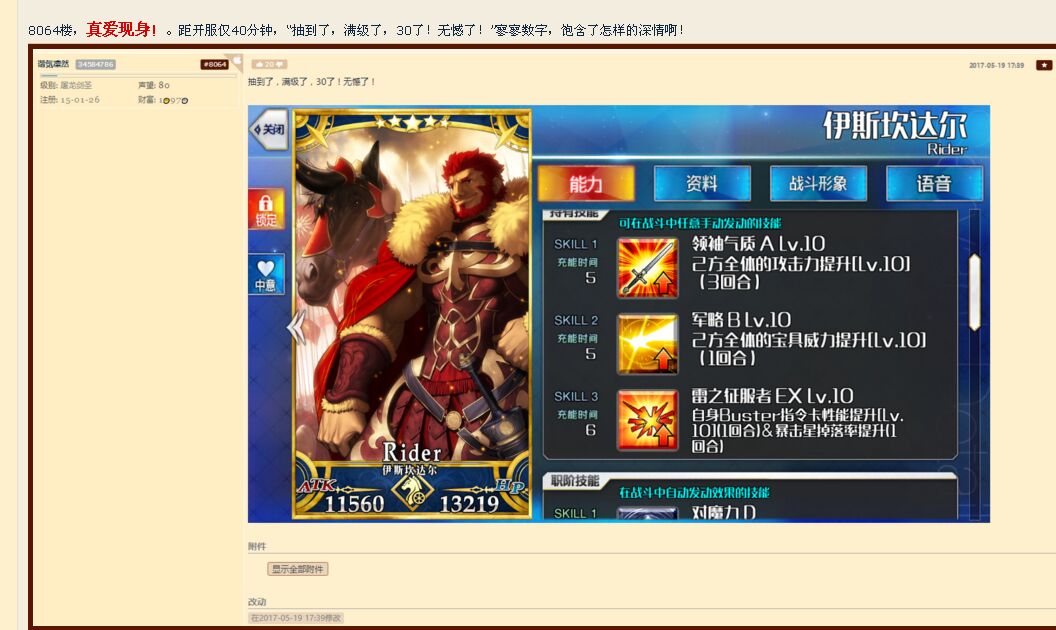 8064楼，真爱现身！。距开服仅40分钟，“抽到了，满级了，30了！无憾了！”寥寥数字，饱含了怎样的深情啊！
34584786
#8064
20
2017-05-19 17:39
级别: 屠龙剑圣
声望: 80
注册: 15-01-26
财富:
抽到了，满级了，30了！无憾了！
关闭
伊斯坎达尔
Rider
能力
资料
战斗形象
语音
锁定
中意
持有技能
可在战斗中任意手动发动的技能
SKILL 1
充能时间
5
领袖气质 A Lv.10
己方全体的攻击力提升[Lv.10]
(3回合)
SKILL 2
充能时间
5
军略 B Lv.10
己方全体的宝具威力提升[Lv.10]
(1回合)
SKILL 3
充能时间
6
雷之征服者 EX Lv.10
自身Buster指令卡性能提升[Lv.
10](1回合)&暴击星掉落率提升(1
回合)
Rider
伊斯坎达尔
ATK
11560
HP
13219
职阶技能
在战斗中自动发动效果的技能
SKILL 1
对魔力 D
附件
显示全部附件
改动
在2017-05-19 17:39修改